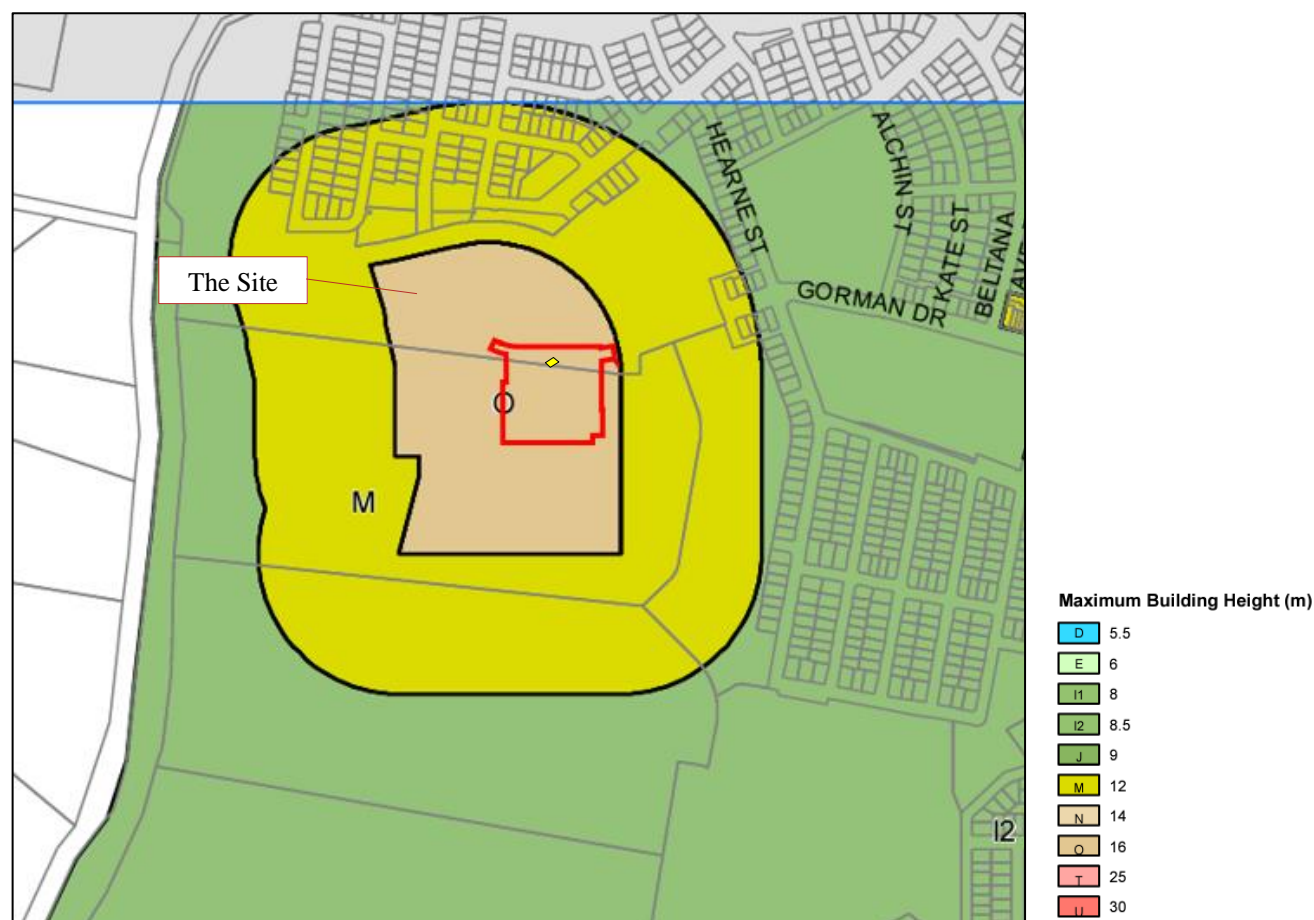 HEARNE ST
ALCHIN ST
KATE ST
BELTANA
AVE
The Site
GORMAN DR
O
M
I2
Maximum Building Height (m)
D 5.5
E 6
I1 8
I2 8.5
J 9
M 12
N 14
O 16
T 25
U 30